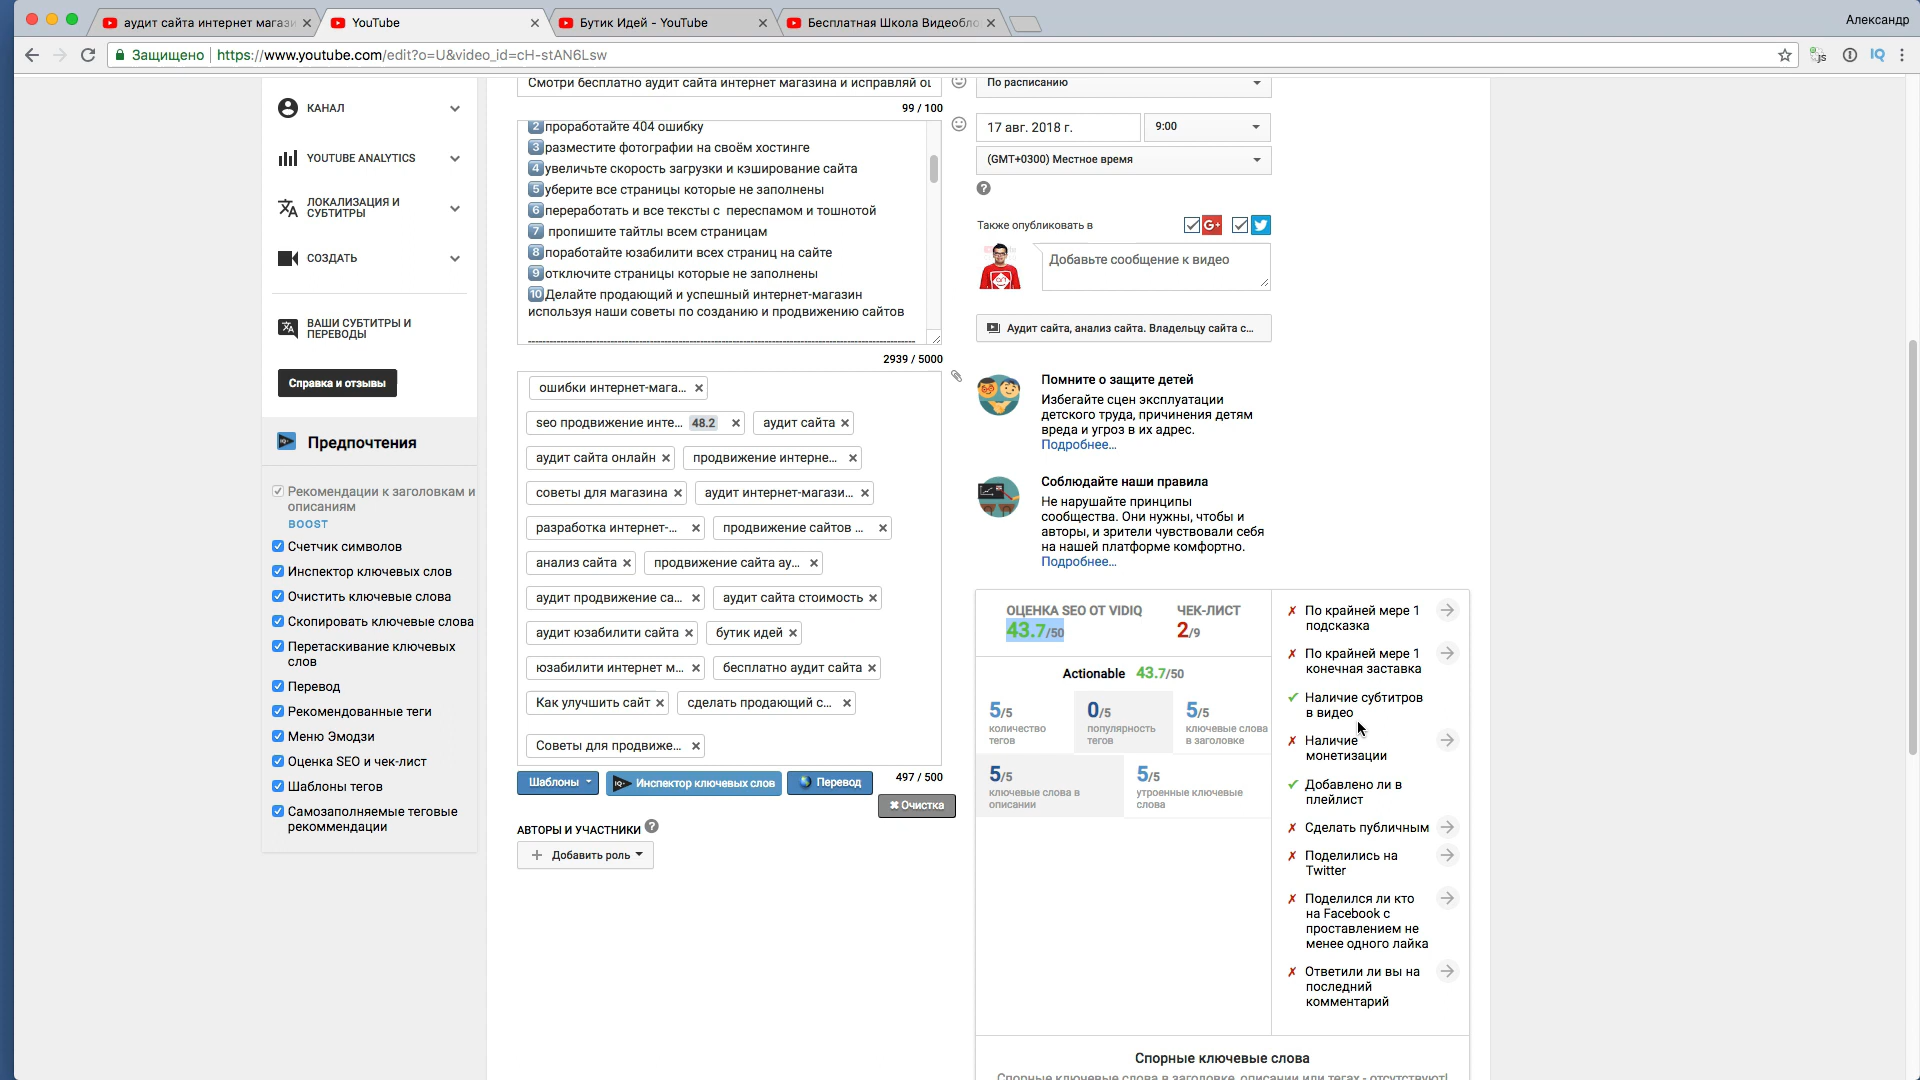 аудит сайта интернет магази
YouTube
Бутик Идей - YouTube
Бесплатная Школа Видеобло
Александр
Защищено
https://www.youtube.com/edit?o=U&video_id=cH-stAN6Lsw
КАНАЛ
YOUTUBE ANALYTICS
ЛОКАЛИЗАЦИЯ И
СУБТИТРЫ
СОЗДАТЬ
ВАШИ СУБТИТРЫ И
ПЕРЕВОДЫ
Справка и отзывы
Предпочтения
Рекомендации к заголовкам и
описаниям
BOOST
Счетчик символов
Инспектор ключевых слов
Очистить ключевые слова
Скопировать ключевые слова
Перетаскивание ключевых
слов
Перевод
Рекомендованные теги
Меню Эмодзи
Оценка SEO и чек-лист
Шаблоны тегов
Самозаполняемые теговые
рекоммендации
Смотри бесплатно аудит сайта интернет магазина и исправляй
99 / 100
2 проработайте 404 ошибку
3 разместите фотографии на своём хостинге
4 увеличьте скорость загрузки и кэширование сайта
5 уберите все страницы которые не заполнены
6 переработать и все тексты с переспамом и тошнотой
7 пропишите тайтлы всем страницам
8 поработайте юзабилити всех страниц на сайте
9 отключите страницы которые не заполнены
10 Делайте продающий и успешный интернет-магазин
используя наши советы по созданию и продвижению сайтов
2939 / 5000
ошибки интернет-мага...
seo продвижение инте... 48.2
аудит сайта
аудит сайта онлайн
продвижение интерне...
советы для магазина
аудит интернет-магази...
разработка интернет-...
продвижение сайтов ...
анализ сайта
продвижение сайта ау...
аудит продвижение са...
аудит сайта стоимость
аудит юзабилити сайта
бутик идей
юзабилити интернет м...
бесплатно аудит сайта
Как улучшить сайт
сделать продающий с...
Советы для продвиже...
Шаблоны
Инспектор ключевых слов
Перевод
497 / 500
Очистка
АВТОРЫ И УЧАСТНИКИ
Добавить роль
По расписанию
17 авг. 2018 г.
9:00
(GMT+0300) Местное время
Также опубликовать в
G+
Добавьте сообщение к видео
Аудит сайта, анализ сайта. Владельцу сайта с...
Помните о защите детей
Избегайте сцен эксплуатации
детского труда, причинения детям
вреда и угроз в их адрес.
Подробнее...
Соблюдайте наши правила
Не нарушайте принципы
сообщества. Они нужны, чтобы и
авторы, и зрители чувствовали себя
на нашей платформе комфортно.
Подробнее...
ОЦЕНКА SEO ОТ VIDIQ
43.7/50
ЧЕК-ЛИСТ
2/9
Actionable 43.7/50
5/5
количество
тегов
0/5
популярность
тегов
5/5
ключевые слова
в заголовке
5/5
ключевые слова в
описании
5/5
утроенные ключевые
слова
По крайней мере 1
подсказка
По крайней мере 1
конечная заставка
Наличие субтитров
в видео
Наличие
монетизации
Добавлено ли в
плейлист
Сделать публичным
Поделились на
Twitter
Поделился ли кто
на Facebook с
проставлением не
менее одного лайка
Ответили ли вы на
последний
комментарий
Спорные ключевые слова
Спорные ключевые слова в заголовке, описании или тегах - отсутствуют!